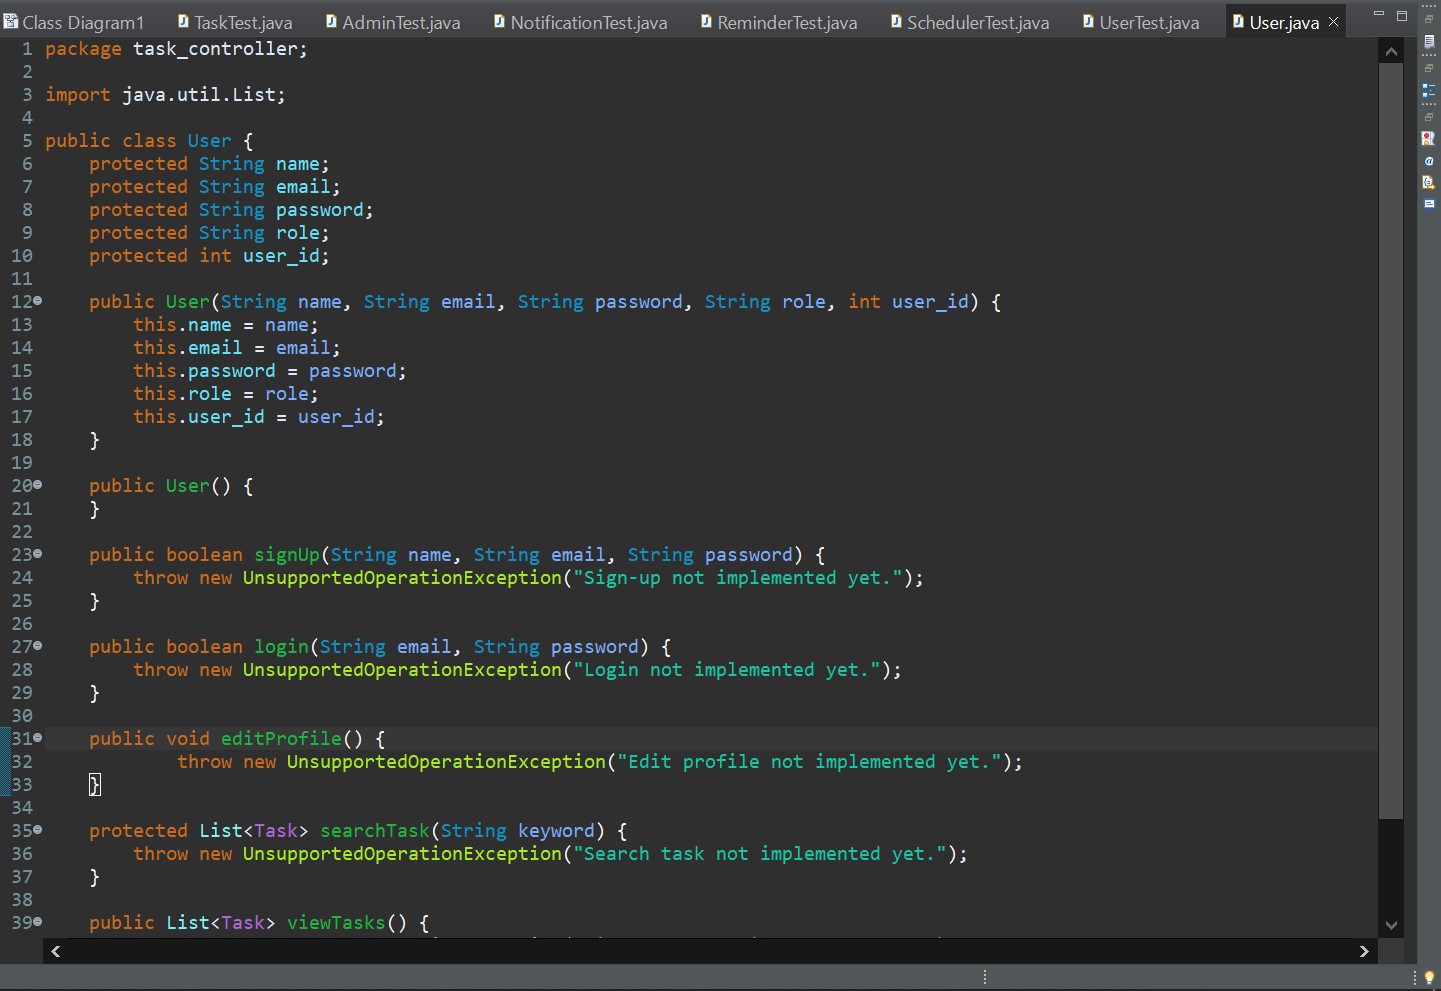 Class Diagram1 TaskTest.java AdminTest.java NotificationTest.java ReminderTest.java SchedulerTest.java UserTest.java User.java
1 package task_controller;
2
3 import java.util.List;
4
5 public class User {
6     protected String name;
7     protected String email;
8     protected String password;
9     protected String role;
10     protected int user_id;
11
12     public User(String name, String email, String password, String role, int user_id) {
13         this.name = name;
14         this.email = email;
15         this.password = password;
16         this.role = role;
17         this.user_id = user_id;
18     }
19
20     public User() {
21     }
22
23     public boolean signUp(String name, String email, String password) {
24         throw new UnsupportedOperationException("Sign-up not implemented yet.");
25     }
26
27     public boolean login(String email, String password) {
28         throw new UnsupportedOperationException("Login not implemented yet.");
29     }
30
31     public void editProfile() {
32             throw new UnsupportedOperationException("Edit profile not implemented yet.");
33     }
34
35     protected List<Task> searchTask(String keyword) {
36         throw new UnsupportedOperationException("Search task not implemented yet.");
37     }
38
39     public List<Task> viewTasks() {